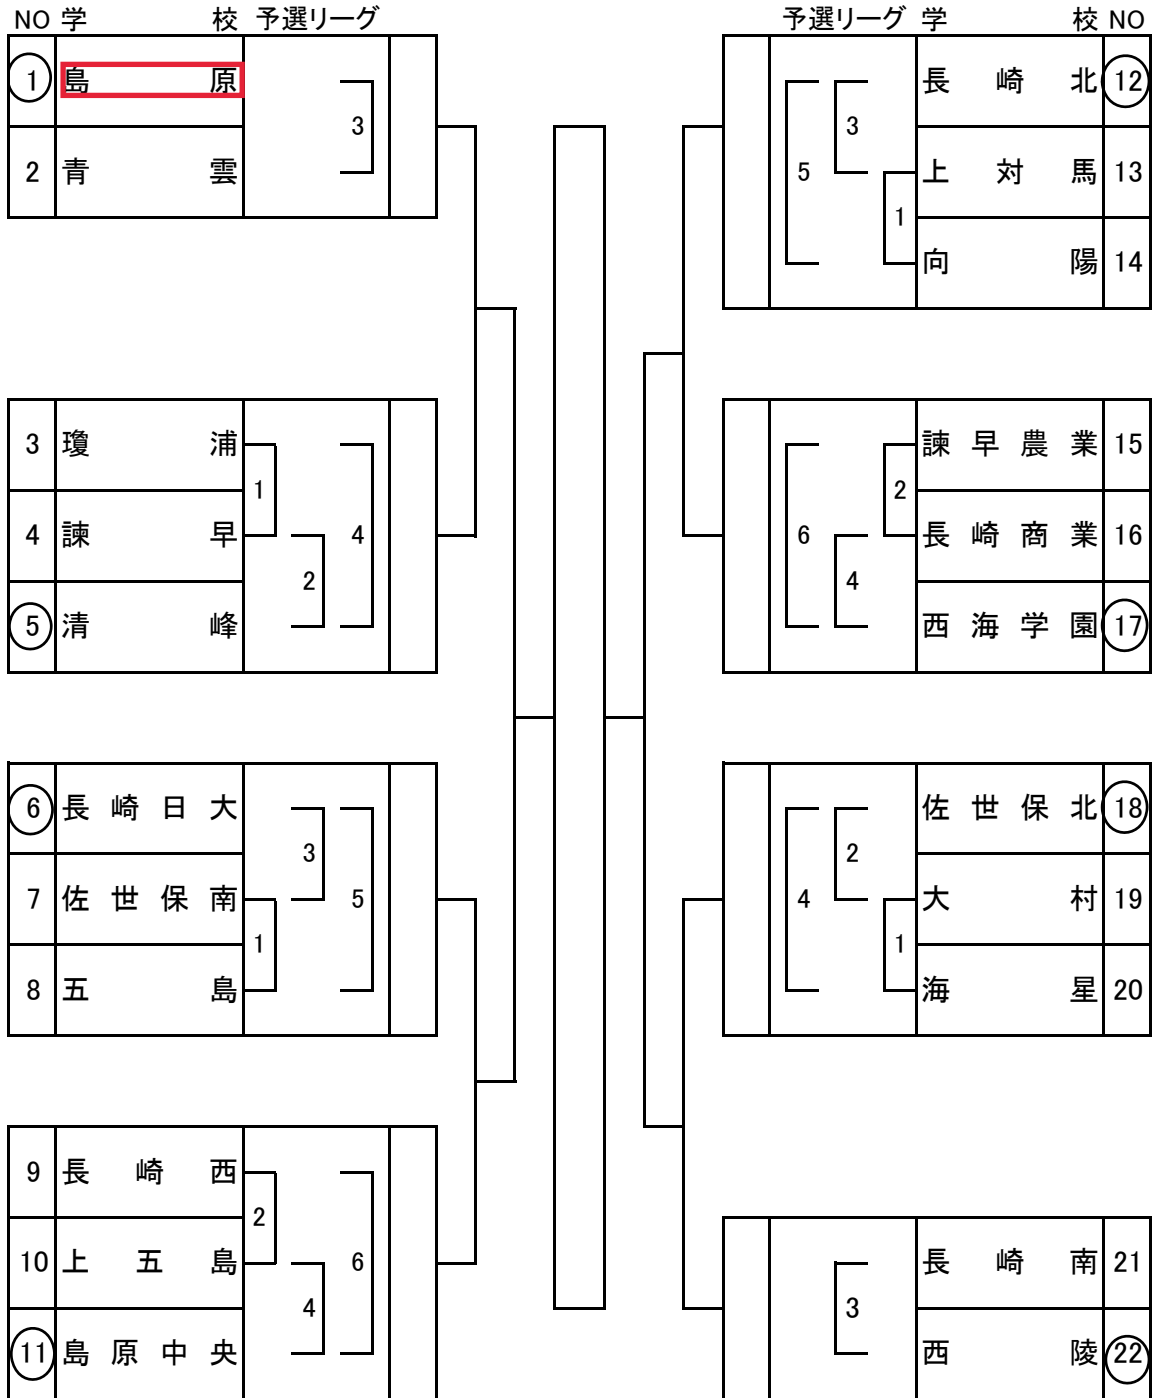 NO 学校 予選リーグ 予選リーグ 学校 NO
1 島原
3
2 青雲
長崎北 12
3
5
上対馬 13
1
向陽 14
3 瓊浦
1
4 諫早
4
2
5 清峰
諫早農業 15
2
6
長崎商業 16
4
西海学園 17
6 長崎日大
3
7 佐世保南
5
1
8 五島
佐世保北 18
2
4
大村 19
1
海星 20
9 長崎西
2
10 上五島
6
4
11 島原中央
長崎南 21
3
西陵 22